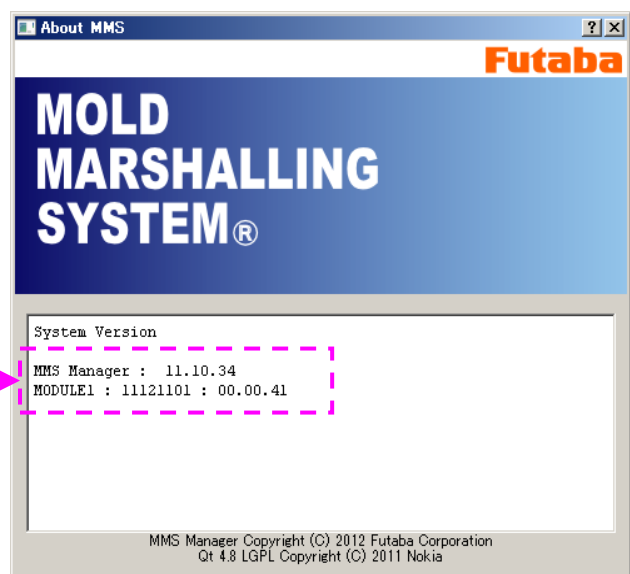 About MMS
Futaba
MOLD
MARSHALLING
SYSTEM®
System Version
MMS Manager :  11.10.34
MODULE1 : 11121101 : 00.00.41
MMS Manager Copyright (C) 2012 Futaba Corporation
Qt 4.8 LGPL Copyright (C) 2011 Nokia